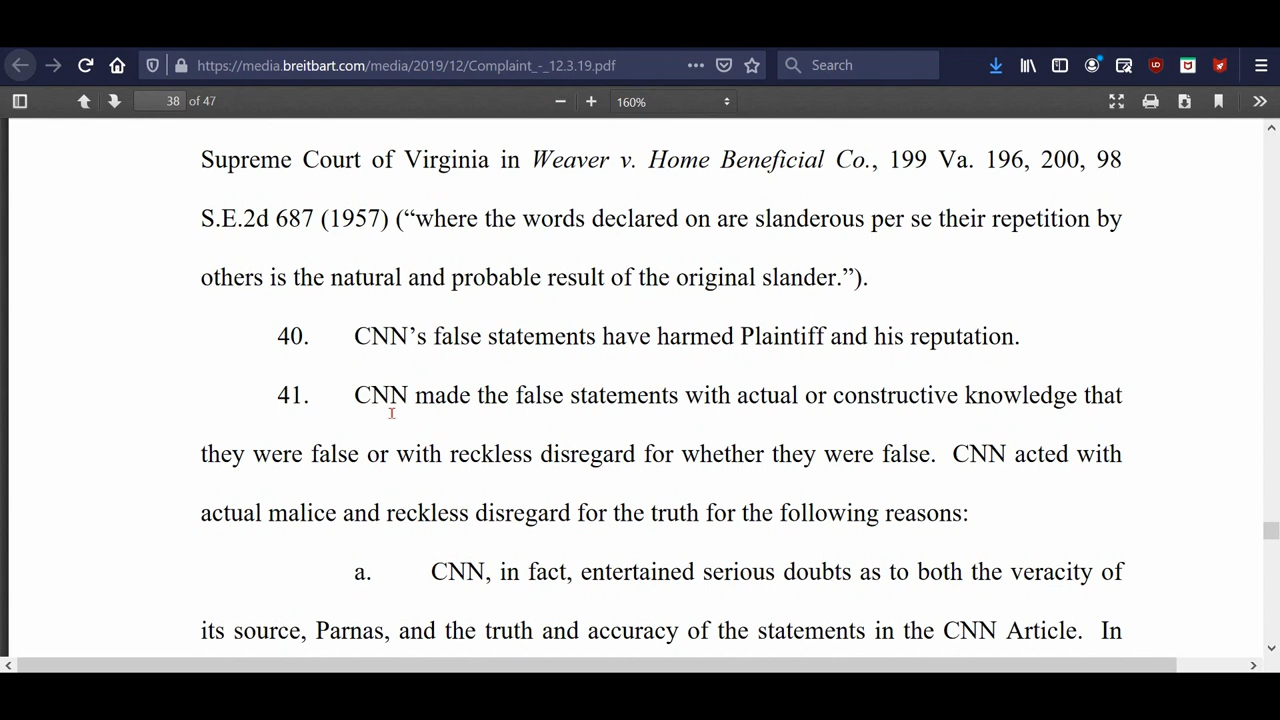 https://media.breitbart.com/media/2019/12/Complaint_-_12.3.19.pdf
Search
38 of 47
160%
Supreme Court of Virginia in Weaver v. Home Beneficial Co., 199 Va. 196, 200, 98
S.E.2d 687 (1957) (“where the words declared on are slanderous per se their repetition by
others is the natural and probable result of the original slander.”).
40. CNN’s false statements have harmed Plaintiff and his reputation.
41. CNN made the false statements with actual or constructive knowledge that
they were false or with reckless disregard for whether they were false. CNN acted with
actual malice and reckless disregard for the truth for the following reasons:
a. CNN, in fact, entertained serious doubts as to both the veracity of
its source, Parnas, and the truth and accuracy of the statements in the CNN Article. In